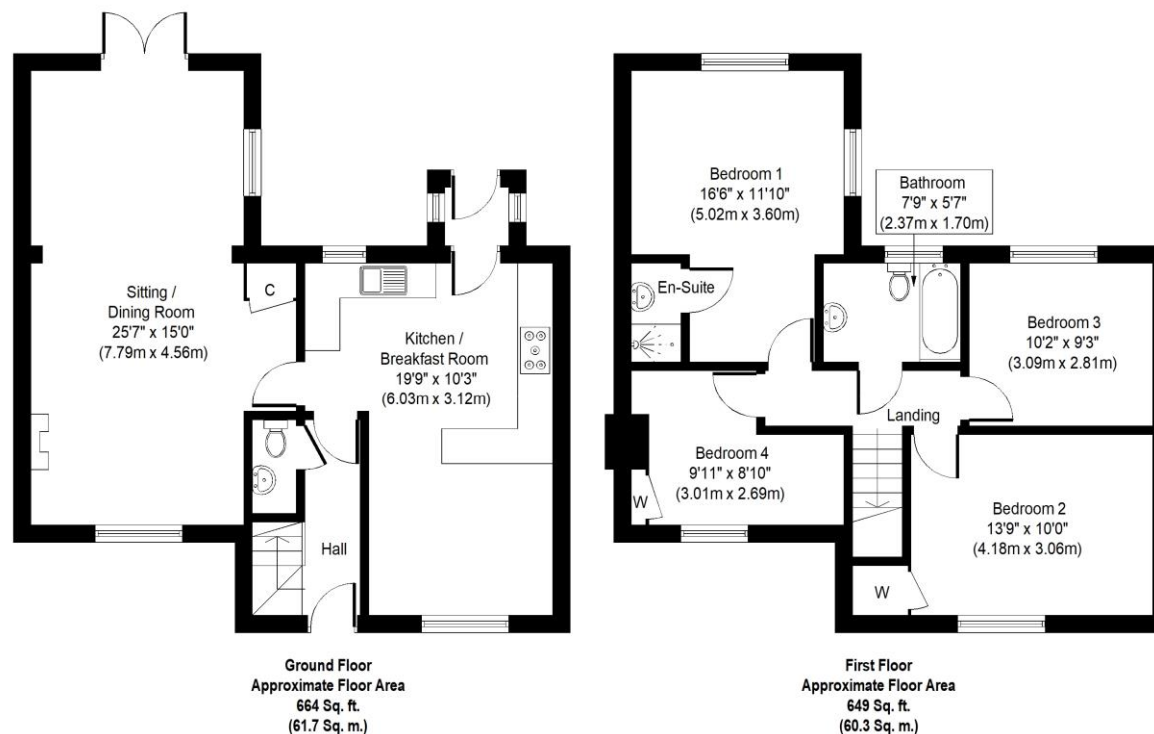 Sitting /
Dining Room
25'7" x 15'0"
(7.79m x 4.56m)
C
Kitchen /
Breakfast Room
19'9" x 10'3"
(6.03m x 3.12m)
Hall
Ground Floor
Approximate Floor Area
664 Sq. ft.
(61.7 Sq. m.)
Bedroom 1
16'6" x 11'10"
(5.02m x 3.60m)
Bathroom
7'9" x 5'7"
(2.37m x 1.70m)
En-Suite
Bedroom 3
10'2" x 9'3"
(3.09m x 2.81m)
Landing
Bedroom 4
9'11" x 8'10"
(3.01m x 2.69m)
W
Bedroom 2
13'9" x 10'0"
(4.18m x 3.06m)
W
First Floor
Approximate Floor Area
649 Sq. ft.
(60.3 Sq. m.)